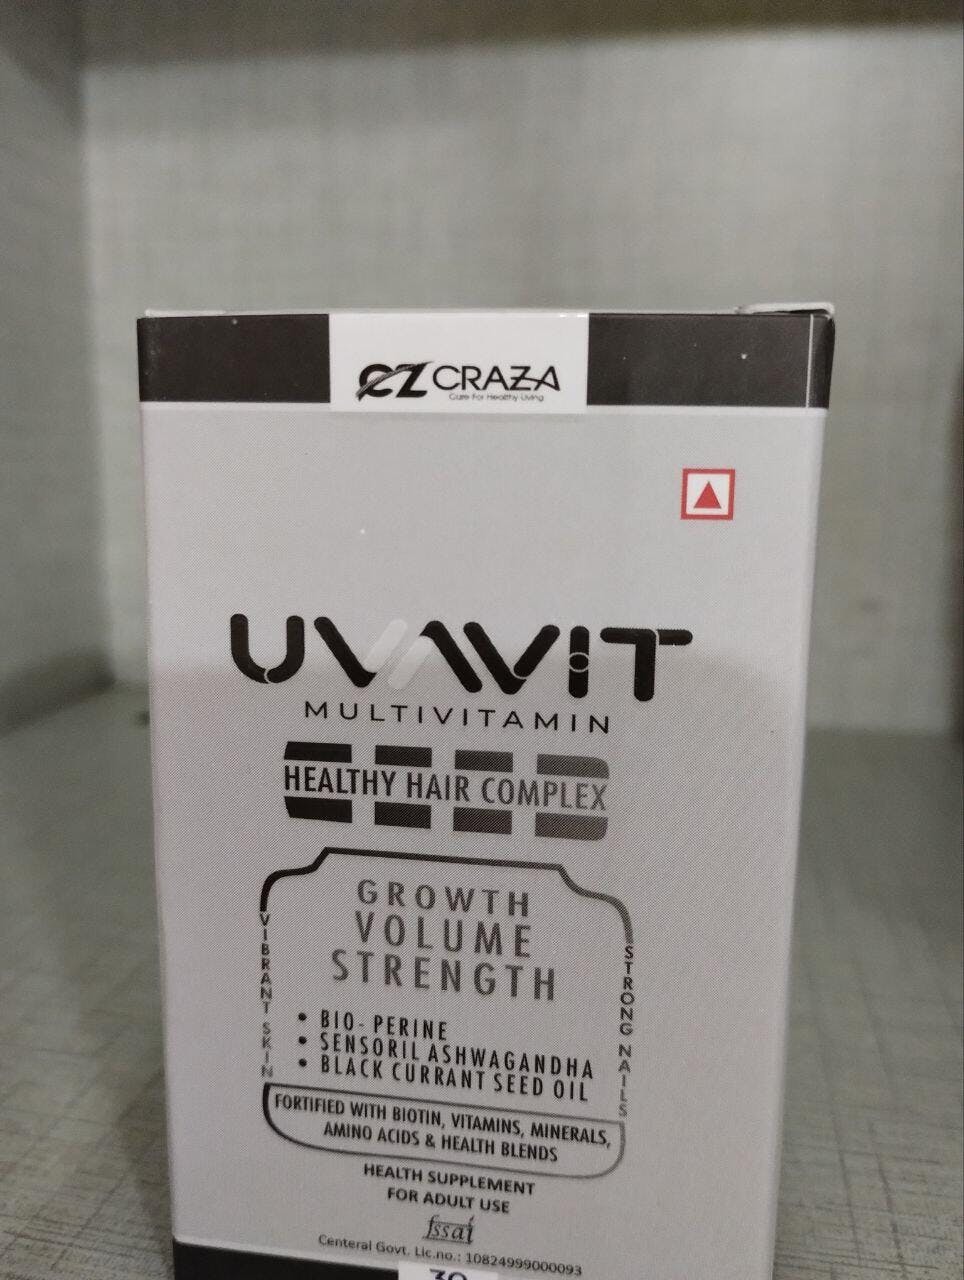 CZ CRAZA
Care For Healthy Living
UVAVIT
MULTIVITAMIN
HEALTHY HAIR COMPLEX
GROWTH
VOLUME
STRENGTH
VIBRANT SKIN
STRONG NAILS
• BIO-PERINE
• SENSORIL ASHWAGANDHA
• BLACK CURRANT SEED OIL
FORTIFIED WITH BIOTIN, VITAMINS, MINERALS,
AMINO ACIDS & HEALTH BLENDS
HEALTH SUPPLEMENT
FOR ADULT USE
fssai
Centeral Govt. Lic.no.: 10824999000093
30